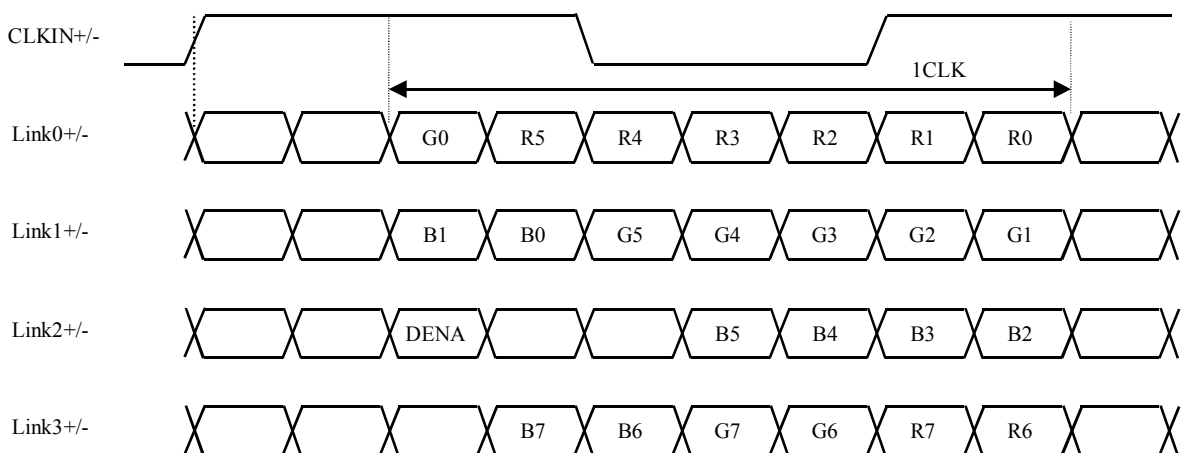 CLKIN+/-
1CLK
Link0+/- G0 R5 R4 R3 R2 R1 R0
Link1+/- B1 B0 G5 G4 G3 G2 G1
Link2+/- DENA B5 B4 B3 B2
Link3+/- B7 B6 G7 G6 R7 R6